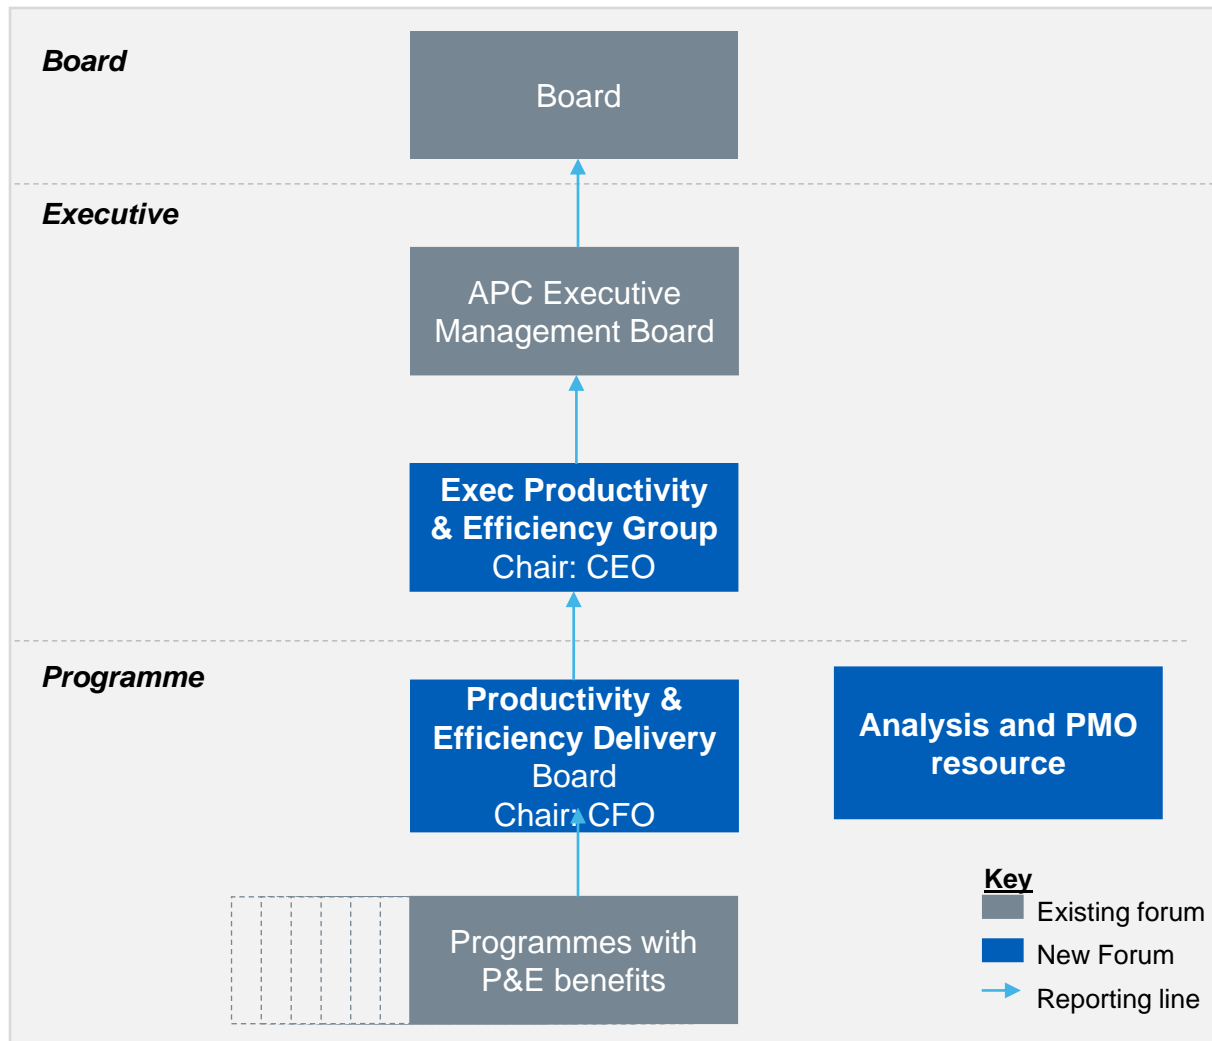 Board
Board
Executive
APC Executive
Management Board
Exec Productivity
& Efficiency Group
Chair: CEO
Programme
Productivity &
Efficiency Delivery
Board
Chair: CFO
Analysis and PMO
resource
Programmes with
P&E benefits
Key
Existing forum
New Forum
Reporting line